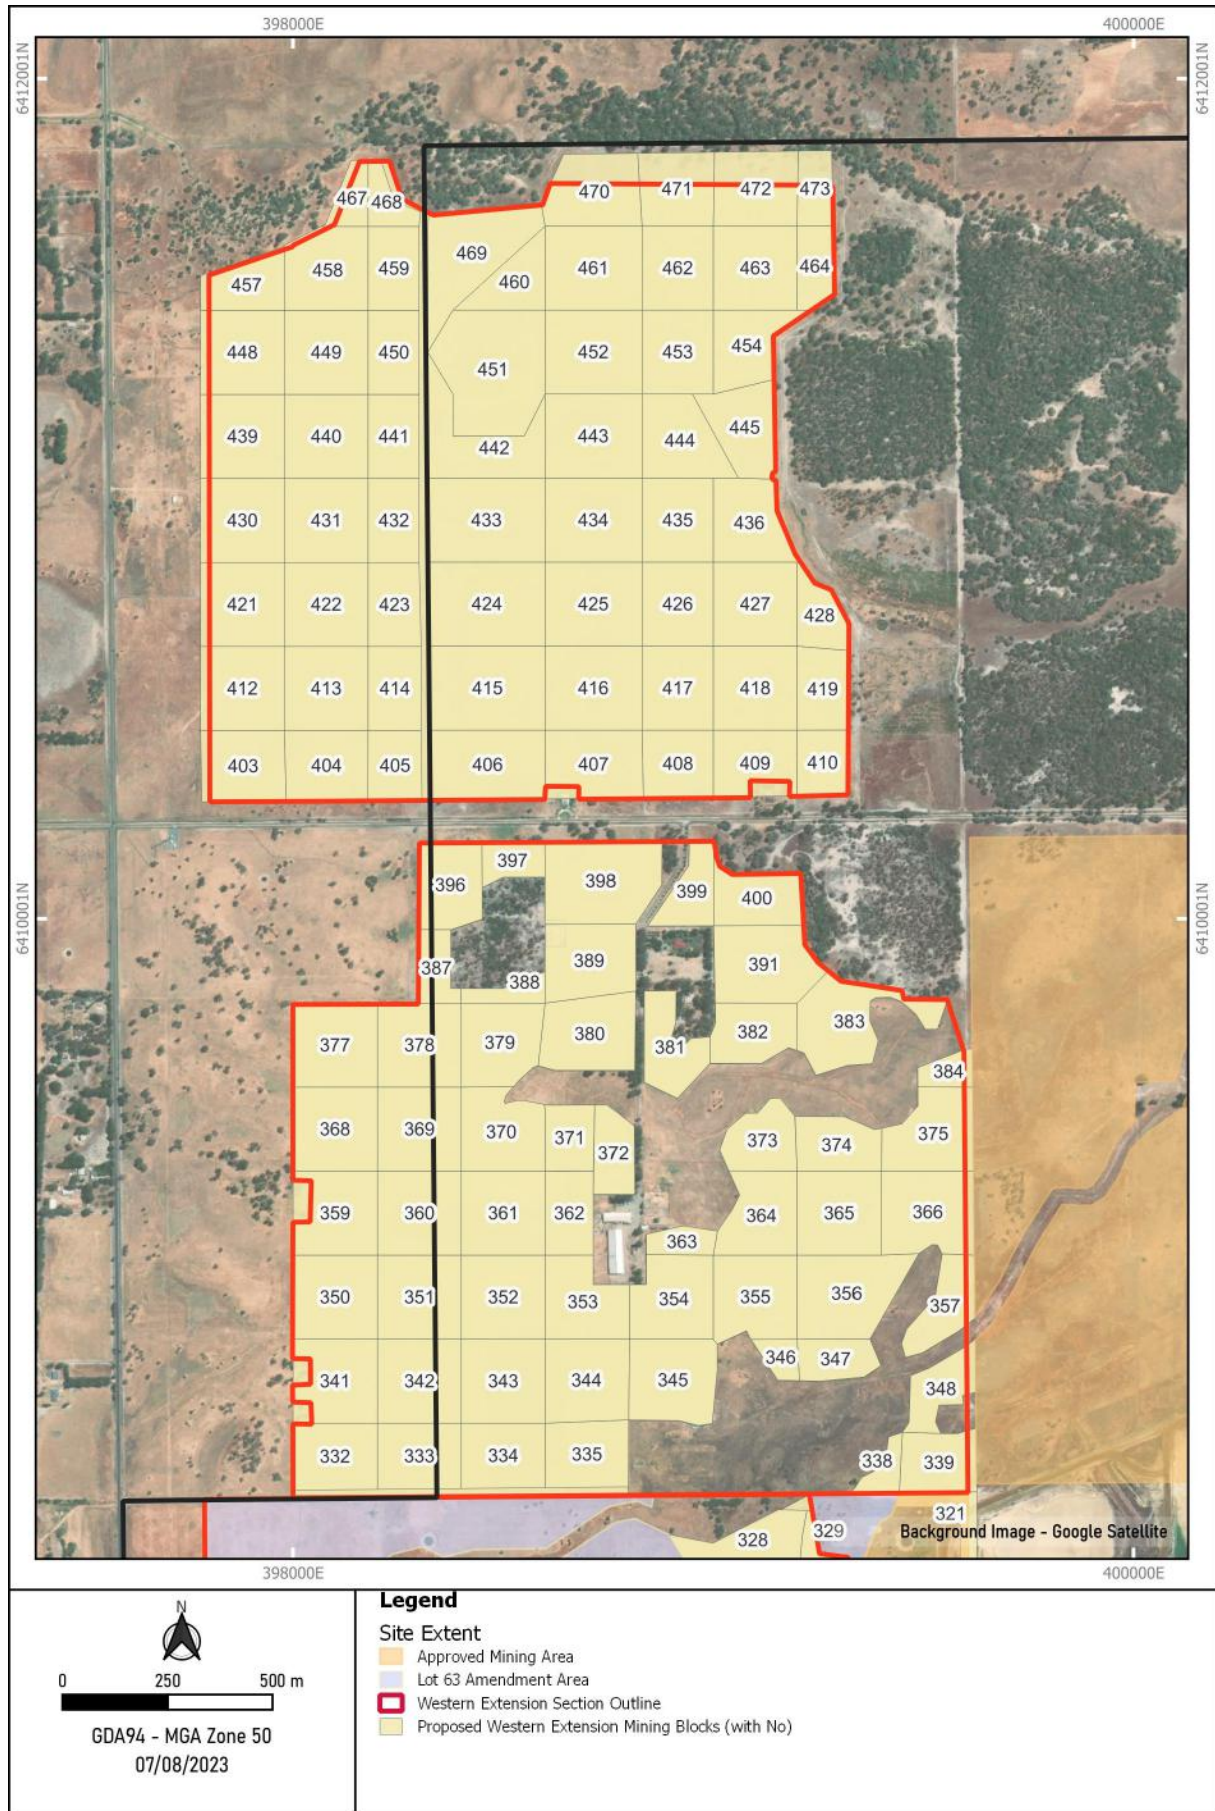 398000E 400000E
6412001N 6412001N
467 468 470 471 472 473
457 458 459 469 460 461 462 463 464
448 449 450 451 452 453 454
439 440 441 442 443 444 445
430 431 432 433 434 435 436
421 422 423 424 425 426 427 428
412 413 414 415 416 417 418 419
403 404 405 406 407 408 409 410
396 397 398 399 400
6410001N 6410001N
387 388 389 391
377 378 379 380 381 382 383 384
368 369 370 371 372 373 374 375
359 360 361 362 363 364 365 366
350 351 352 353 354 355 356 357
341 342 343 344 345 346 347 348
332 333 334 335 338 339
328 329 321
Background Image - Google Satellite
398000E 400000E
N
0 250 500 m
GDA94 - MGA Zone 50
07/08/2023
Legend
Site Extent
Approved Mining Area
Lot 63 Amendment Area
Western Extension Section Outline
Proposed Western Extension Mining Blocks (with No)